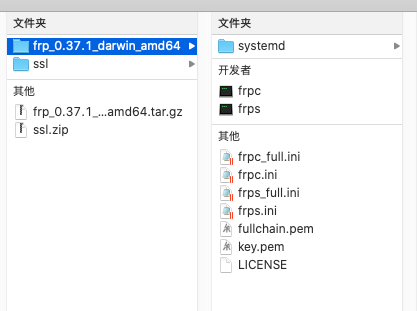 文件夹
frp_0.37.1_darwin_amd64
ssl
其他
frp_0.37.1_...amd64.tar.gz
ssl.zip
文件夹
systemd
开发者
frpc
frps
其他
frpc_full.ini
frpc.ini
frps_full.ini
frps.ini
fullchain.pem
key.pem
LICENSE